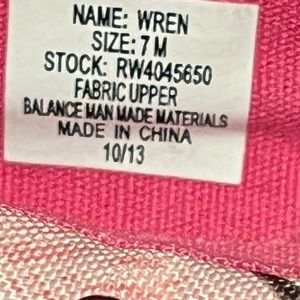 NAME: WREN
SIZE: 7 M
STOCK: RW4045650
FABRIC UPPER
BALANCE MAN MADE MATERIALS
MADE IN CHINA
10/13